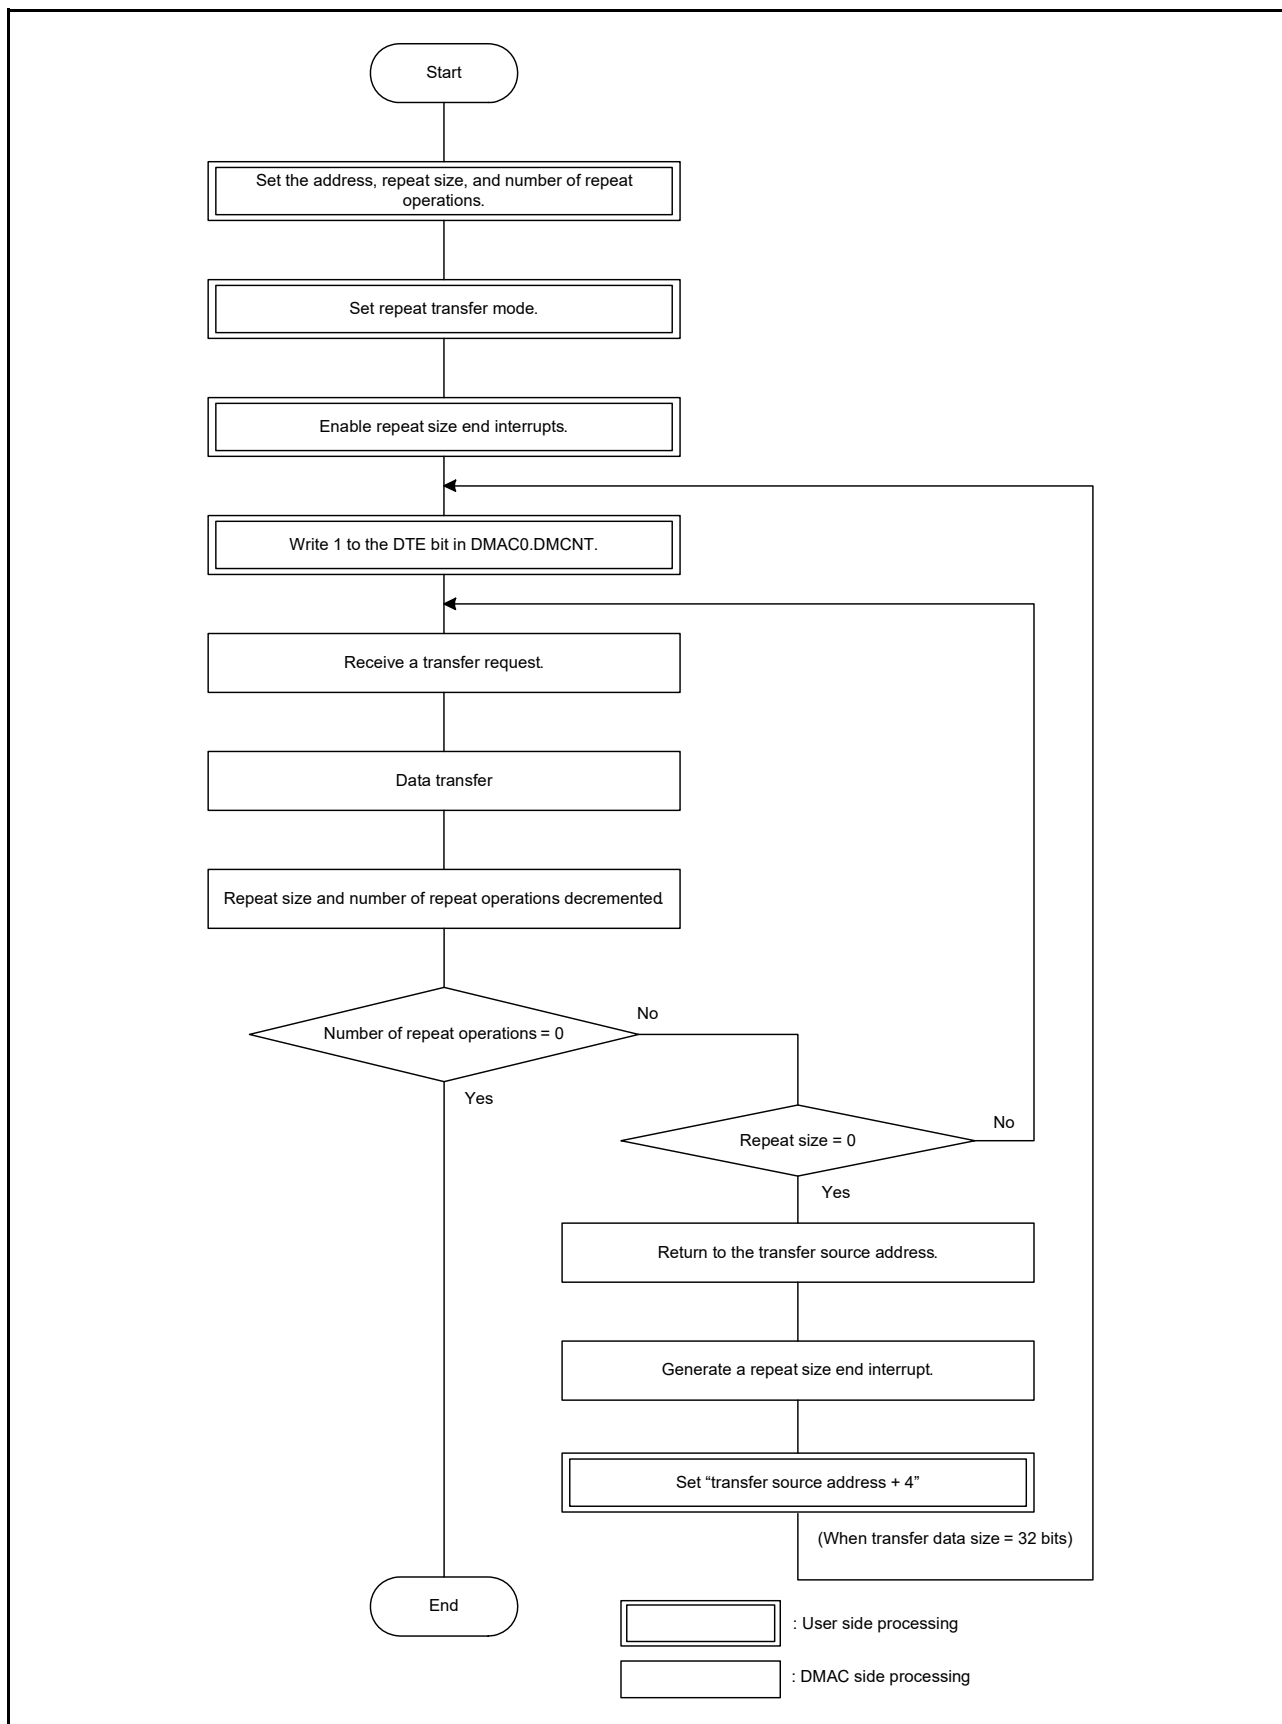 Start
Set the address, repeat size, and number of repeat
operations.
Set repeat transfer mode.
Enable repeat size end interrupts.
Write 1 to the DTE bit in DMAC0.DMCNT.
Receive a transfer request.
Data transfer
Repeat size and number of repeat operations decremented.
Number of repeat operations = 0
No
Yes
Repeat size = 0
No
Yes
Return to the transfer source address.
Generate a repeat size end interrupt.
Set “transfer source address + 4”
(When transfer data size = 32 bits)
End
: User side processing
: DMAC side processing